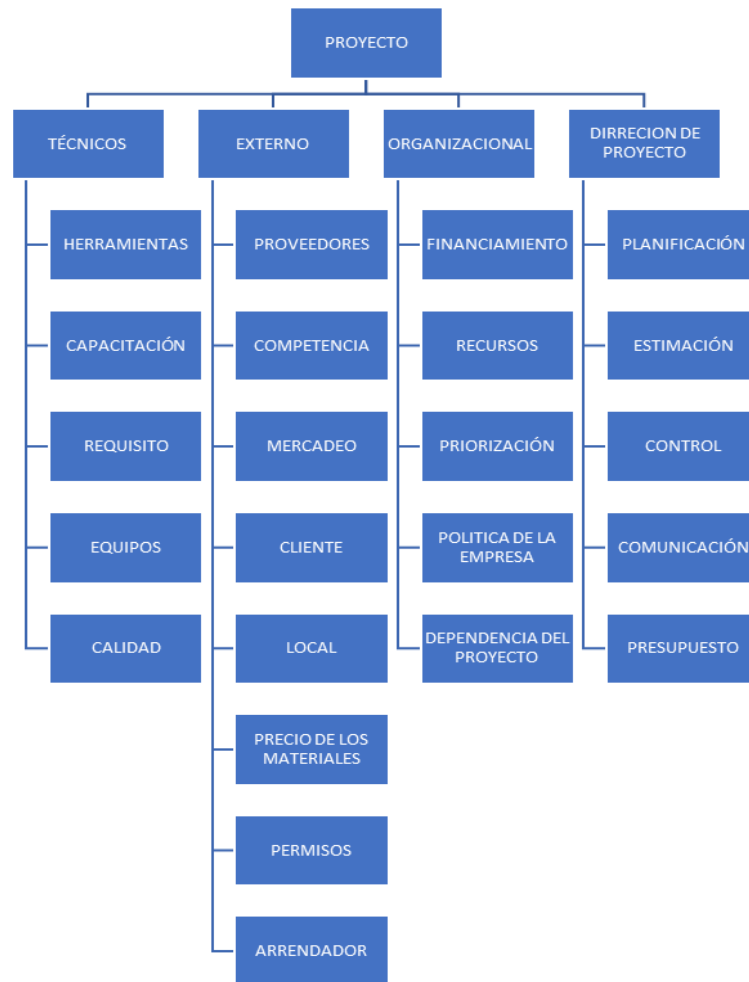 PROYECTO
TÉCNICOS
HERRAMIENTAS
CAPACITACIÓN
REQUISITO
EQUIPOS
CALIDAD
EXTERNO
PROVEEDORES
COMPETENCIA
MERCADEO
CLIENTE
LOCAL
PRECIO DE LOS
MATERIALES
PERMISOS
ARRENDADOR
ORGANIZACIONAL
FINANCIAMIENTO
RECURSOS
PRIORIZACIÓN
POLITICA DE LA
EMPRESA
DEPENDENCIA DEL
PROYECTO
DIRRECION DE
PROYECTO
PLANIFICACIÓN
ESTIMACIÓN
CONTROL
COMUNICACIÓN
PRESUPUESTO